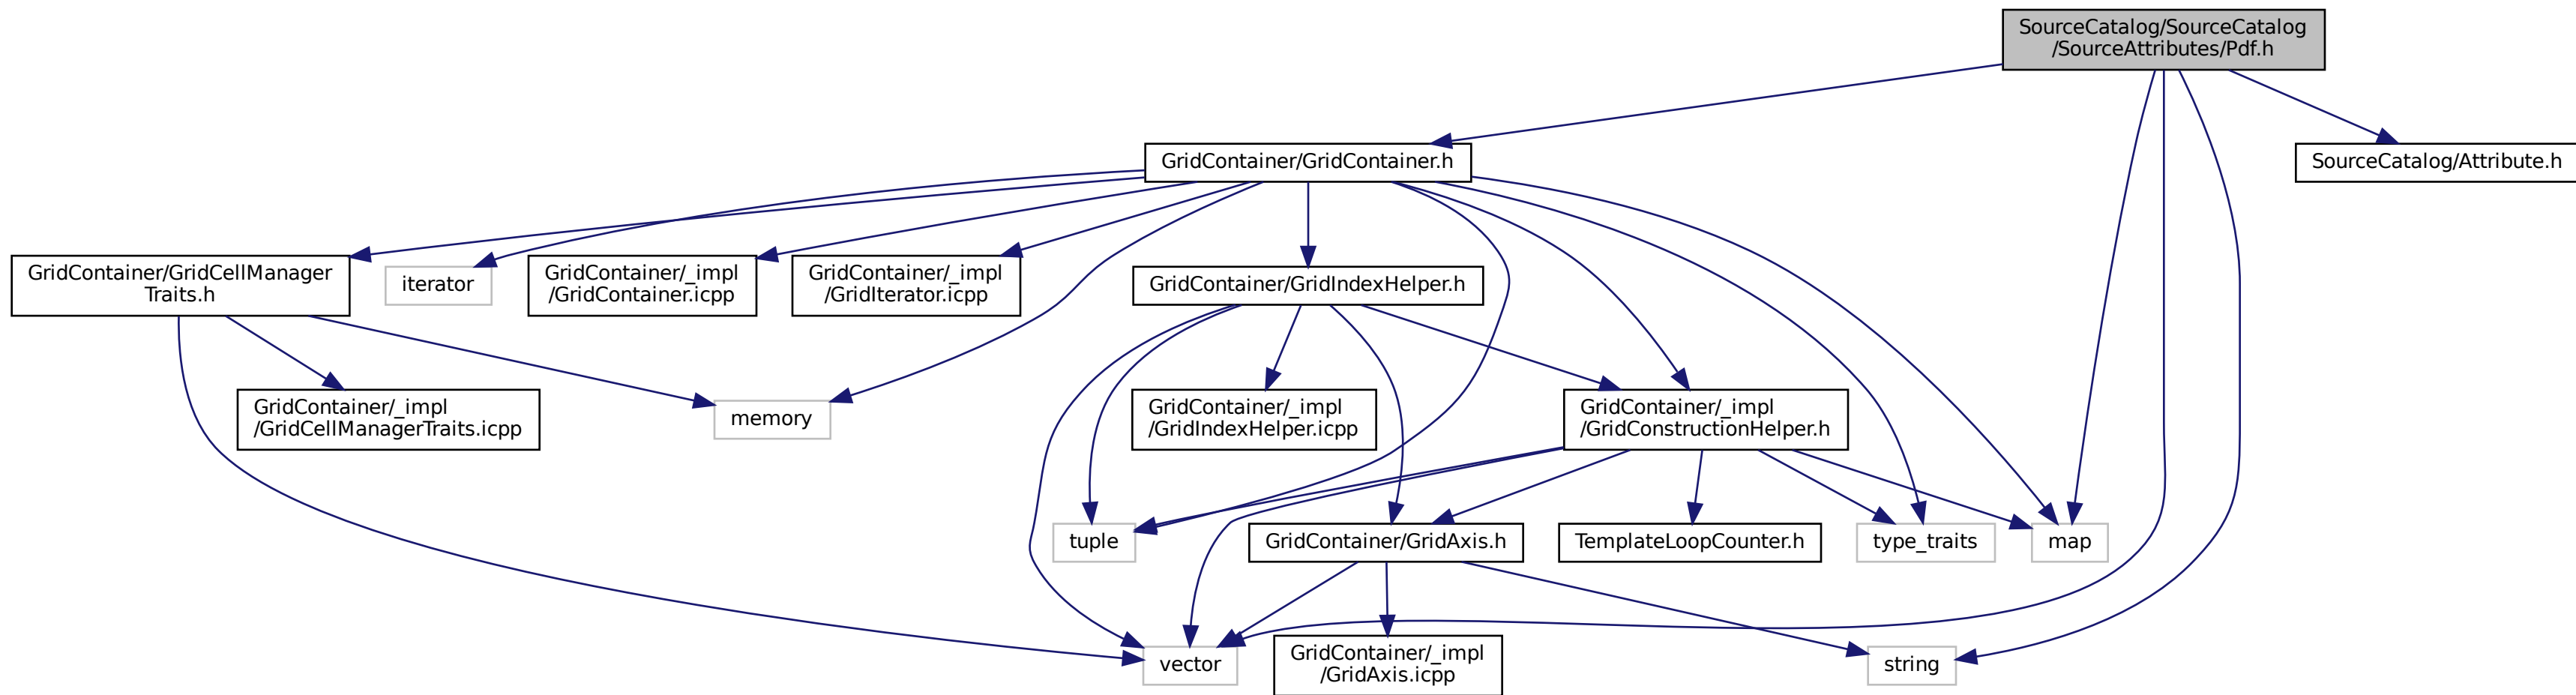 SourceCatalog/SourceCatalog
/SourceAttributes/Pdf.h
GridContainer/GridContainer.h
SourceCatalog/Attribute.h
GridContainer/GridCellManager
Traits.h
iterator
GridContainer/_impl
/GridContainer.icpp
GridContainer/_impl
/GridIterator.icpp
GridContainer/GridIndexHelper.h
GridContainer/_impl
/GridCellManagerTraits.icpp
memory
GridContainer/_impl
/GridIndexHelper.icpp
GridContainer/_impl
/GridConstructionHelper.h
tuple
GridContainer/GridAxis.h
TemplateLoopCounter.h
type_traits
map
vector
GridContainer/_impl
/GridAxis.icpp
string